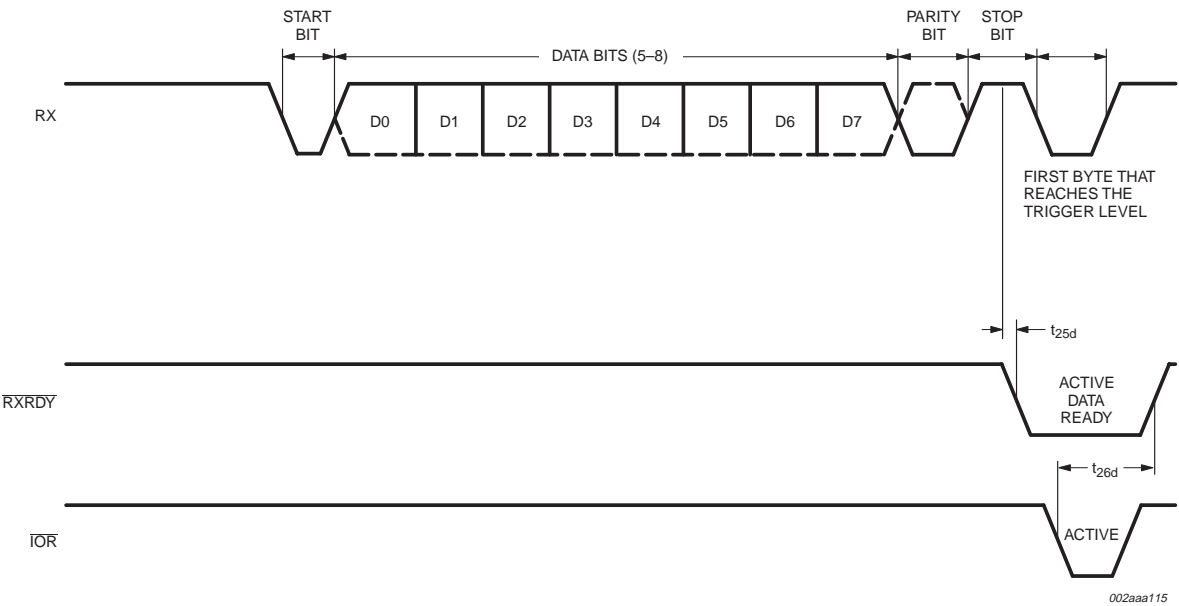 START
BIT
DATA BITS (5–8)
PARITY
BIT
STOP
BIT
RX
D0
D1
D2
D3
D4
D5
D6
D7
FIRST BYTE THAT
REACHES THE
TRIGGER LEVEL
t25d
RXRDY
ACTIVE
DATA
READY
t26d
IOR
ACTIVE
002aaa115